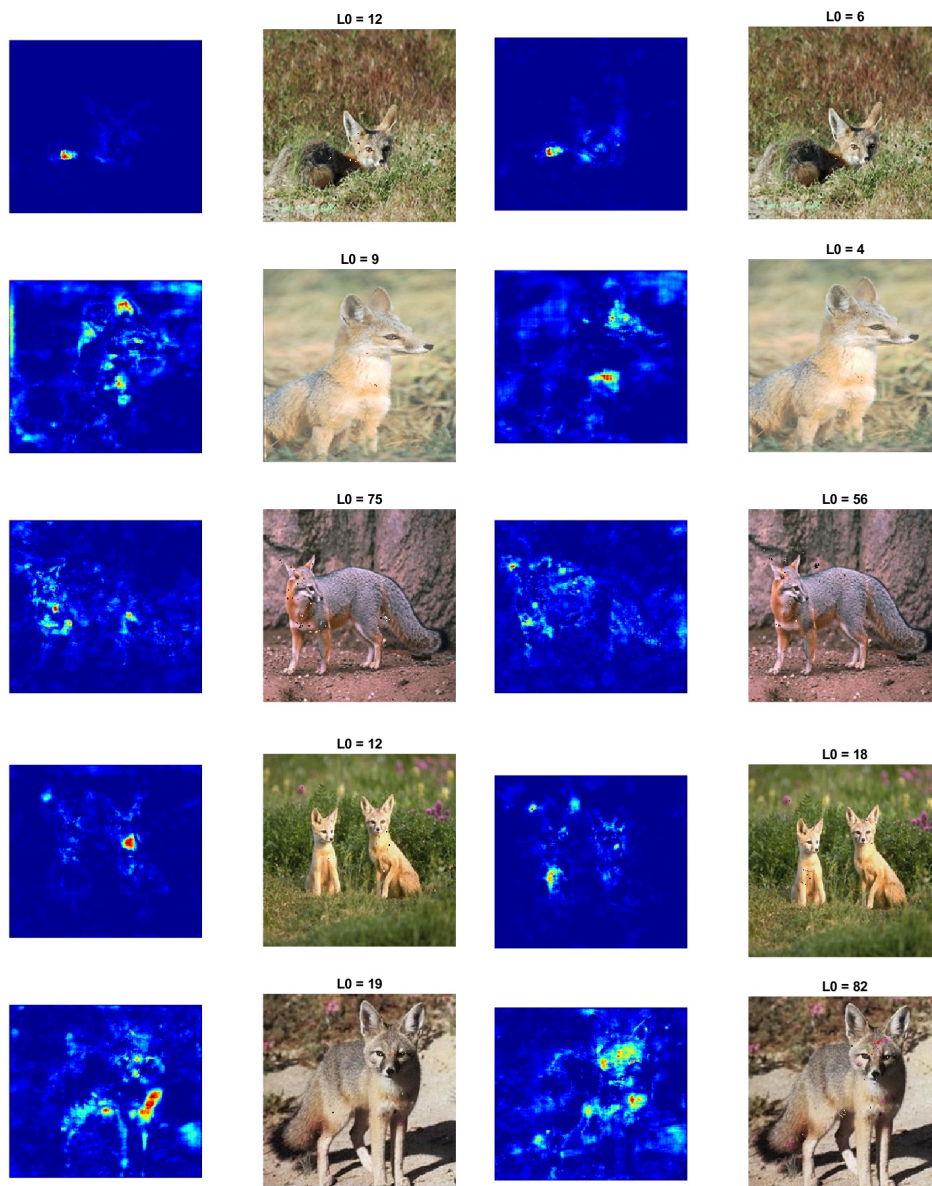 L0 = 12
L0 = 6
L0 = 9
L0 = 4
L0 = 75
L0 = 56
L0 = 12
L0 = 18
L0 = 19
L0 = 82